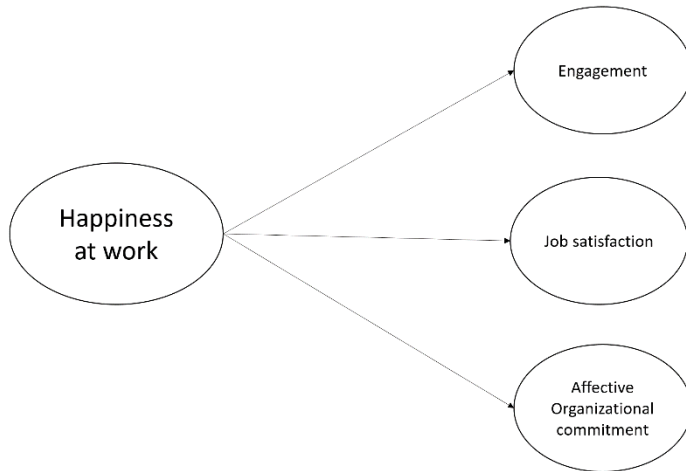 Engagement
Happiness
at work
Job satisfaction
Affective
Organizational
commitment